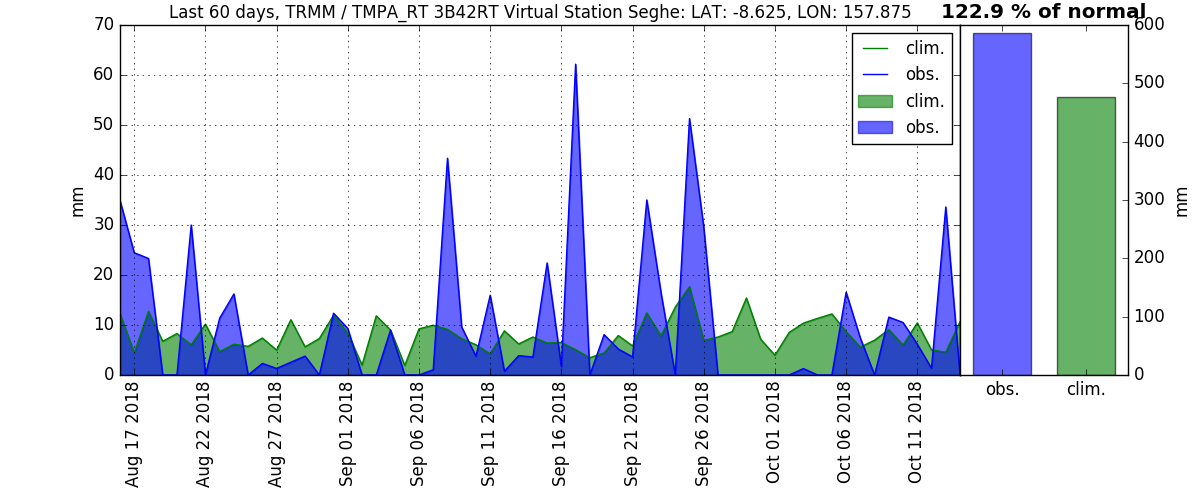 Last 60 days, TRMM / TMPA_RT 3B42RT Virtual Station Seghe: LAT: -8.625, LON: 157.875
122.9 % of normal
70
60
50
40
30
20
10
0
mm
clim.
obs.
clim.
obs.
600
500
400
300
200
100
0
mm
Aug 17 2018
Aug 22 2018
Aug 27 2018
Sep 01 2018
Sep 06 2018
Sep 11 2018
Sep 16 2018
Sep 21 2018
Sep 26 2018
Oct 01 2018
Oct 06 2018
Oct 11 2018
obs.
clim.